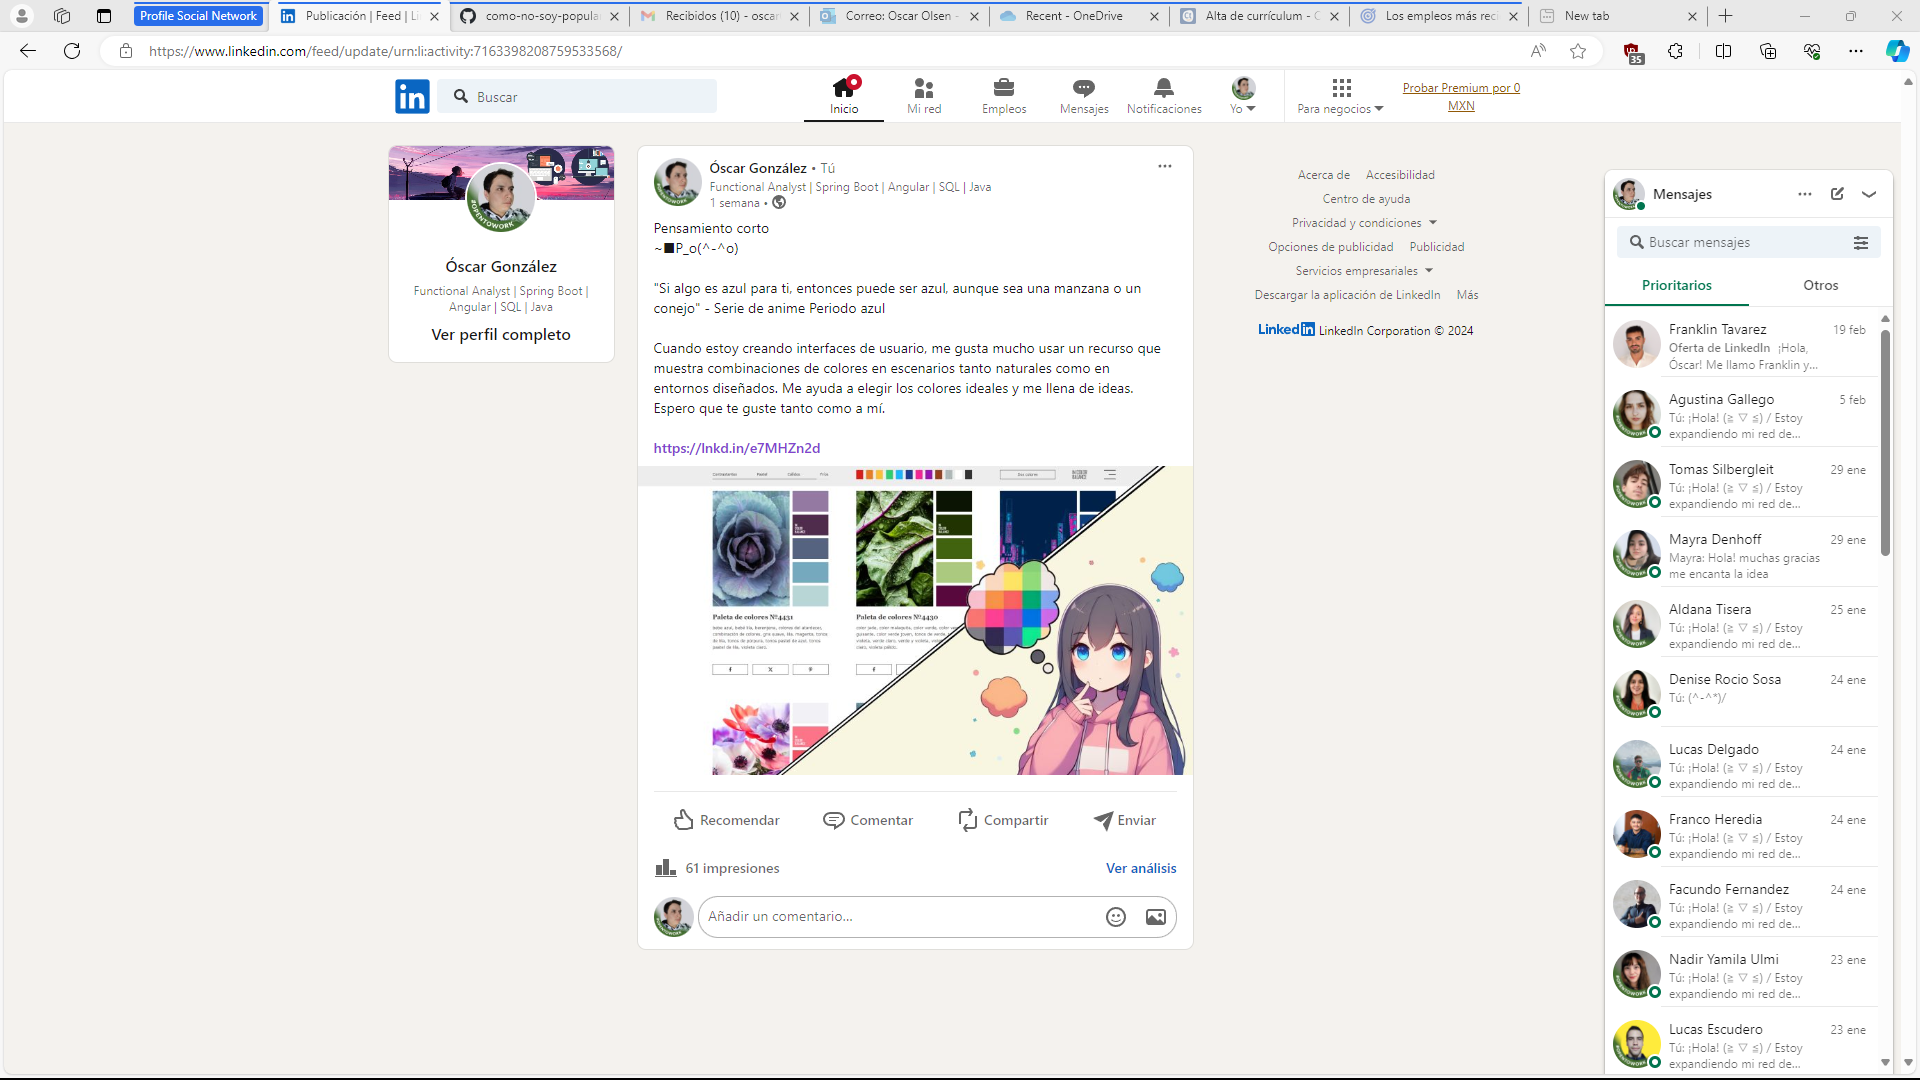 Profile Social Network
Publicación | Feed | Li
como-no-soy-popula
Recibidos (10) - oscar
Correo: Oscar Olsen -
Recent - OneDrive
Alta de currículum - C
Los empleos más reci
New tab
https://www.linkedin.com/feed/update/urn:li:activity:7163398208759533568/
35
in
Buscar
Inicio
Mi red
Empleos
Mensajes
Notificaciones
Yo
Para negocios
Probar Premium por 0
MXN
#OPENTOWORK
Óscar González
Functional Analyst | Spring Boot |
Angular | SQL | Java
Ver perfil completo
Óscar González • Tú
Functional Analyst | Spring Boot | Angular | SQL | Java
1 semana •
Pensamiento corto
~■P_o(^-^o)
"Si algo es azul para ti, entonces puede ser azul, aunque sea una manzana o un
conejo" - Serie de anime Periodo azul
Cuando estoy creando interfaces de usuario, me gusta mucho usar un recurso que
muestra combinaciones de colores en escenarios tanto naturales como en
entornos diseñados. Me ayuda a elegir los colores ideales y me llena de ideas.
Espero que te guste tanto como a mí.
https://lnkd.in/e7MHZn2d
Paleta de colores №4431
Paleta de colores №4430
Recomendar
Comentar
Compartir
Enviar
61 impresiones
Ver análisis
Añadir un comentario...
Acerca de
Accesibilidad
Centro de ayuda
Privacidad y condiciones
Opciones de publicidad
Publicidad
Servicios empresariales
Descargar la aplicación de LinkedIn
Más
Linkedin LinkedIn Corporation © 2024
Mensajes
Buscar mensajes
Prioritarios
Otros
Franklin Tavarez 19 feb
Oferta de LinkedIn ¡Hola,
Óscar! Me llamo Franklin y...
Agustina Gallego 5 feb
Tú: ¡Hola! (≧ ▽ ≦) / Estoy
expandiendo mi red de...
Tomas Silbergleit 29 ene
Tú: ¡Hola! (≧ ▽ ≦) / Estoy
expandiendo mi red de...
Mayra Denhoff 29 ene
Mayra: Hola! muchas gracias
me encanta la idea
Aldana Tisera 25 ene
Tú: ¡Hola! (≧ ▽ ≦) / Estoy
expandiendo mi red de...
Denise Rocio Sosa 24 ene
Tú: (^-^*)/
Lucas Delgado 24 ene
Tú: ¡Hola! (≧ ▽ ≦) / Estoy
expandiendo mi red de...
Franco Heredia 24 ene
Tú: ¡Hola! (≧ ▽ ≦) / Estoy
expandiendo mi red de...
Facundo Fernandez 24 ene
Tú: ¡Hola! (≧ ▽ ≦) / Estoy
expandiendo mi red de...
Nadir Yamila Ulmi 23 ene
Tú: ¡Hola! (≧ ▽ ≦) / Estoy
expandiendo mi red de...
Lucas Escudero 23 ene
Tú: ¡Hola! (≧ ▽ ≦) / Estoy
expandiendo mi red de...